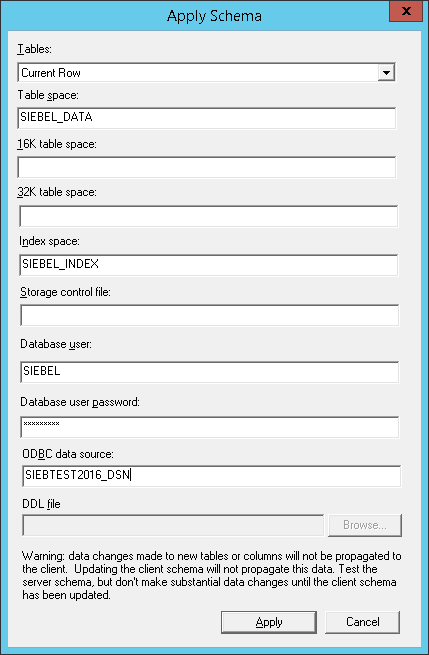 Apply Schema
x
Tables:
Current Row
Table space:
SIEBEL_DATA
16K table space:
32K table space:
Index space:
SIEBEL_INDEX
Storage control file:
Database user:
SIEBEL
Database user password:
*********
ODBC data source:
SIEBTEST2016_DSN
DDL file
Browse...
Warning: data changes made to new tables or columns will not be propagated to
the client.  Updating the client schema will not propagate this data. Test the
server schema, but don't make substantial data changes until the client schema
has been updated.
Apply
Cancel